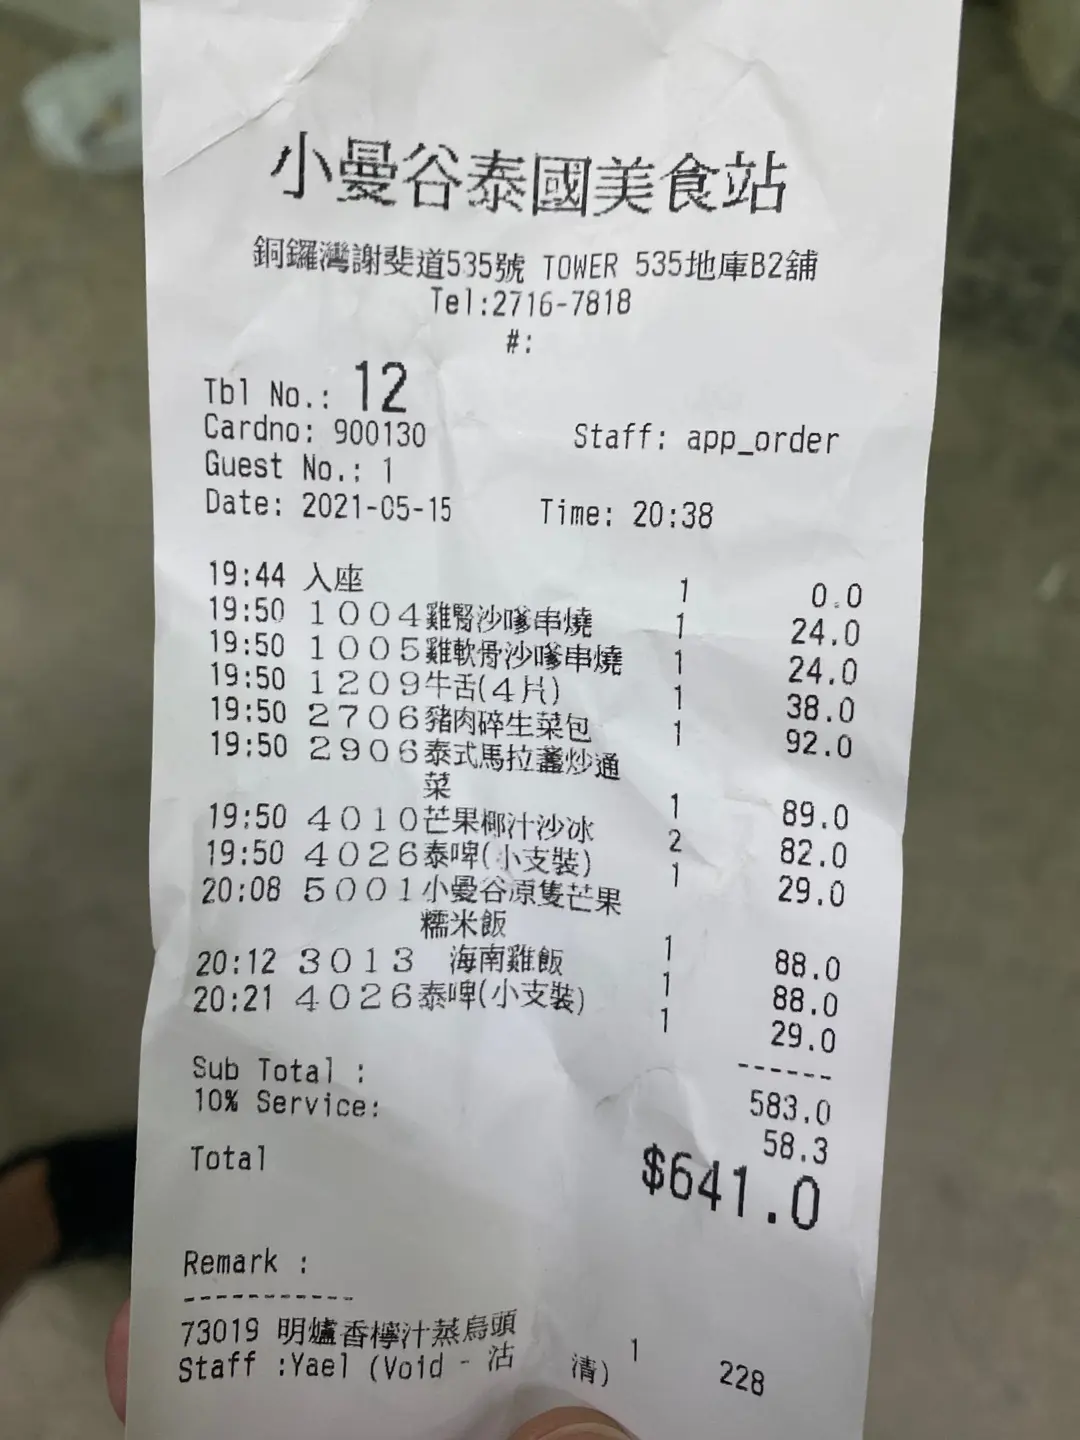 小曼谷泰國美食站
銅鑼灣謝斐道535號 TOWER 535地庫B2舖
Tel:2716-7818
#:
Tbl No.: 12
Cardno: 900130 Staff: app_order
Guest No.: 1
Date: 2021-05-15 Time: 20:38
19:44 入座 1 0.0
19:50 1004雞腎沙嗲串燒 1 24.0
19:50 1005雞軟骨沙嗲串燒 1 24.0
19:50 1209牛舌(4片) 1 38.0
19:50 2706豬肉碎生菜包 1 92.0
19:50 2906泰式馬拉盞炒通
菜 1 89.0
19:50 4010芒果椰汁沙冰 2 82.0
19:50 4026泰啤(小支裝) 1 29.0
20:08 5001小曼谷原隻芒果
糯米飯 1 88.0
20:12 3013 海南雞飯 1 88.0
20:21 4026泰啤(小支裝) 1 29.0
------
Sub Total : 583.0
10% Service: 58.3
Total $641.0
Remark :
-----------
73019 明爐香檸汁蒸烏頭 1 228
Staff :Yael (Void - 沽 清)